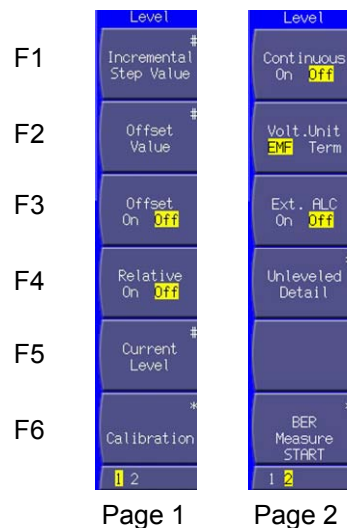 Level
Level
F1
#
Incremental
Step Value
Continuous
On Off
F2
#
Offset
Value
Volt.Unit
EMF Term
F3
Offset
On Off
Ext. ALC
On Off
F4
Relative
On Off
*
Unleveled
Detail
F5
#
Current
Level
F6
*
Calibration
*
BER
Measure
START
1 2
1 2
Page 1
Page 2